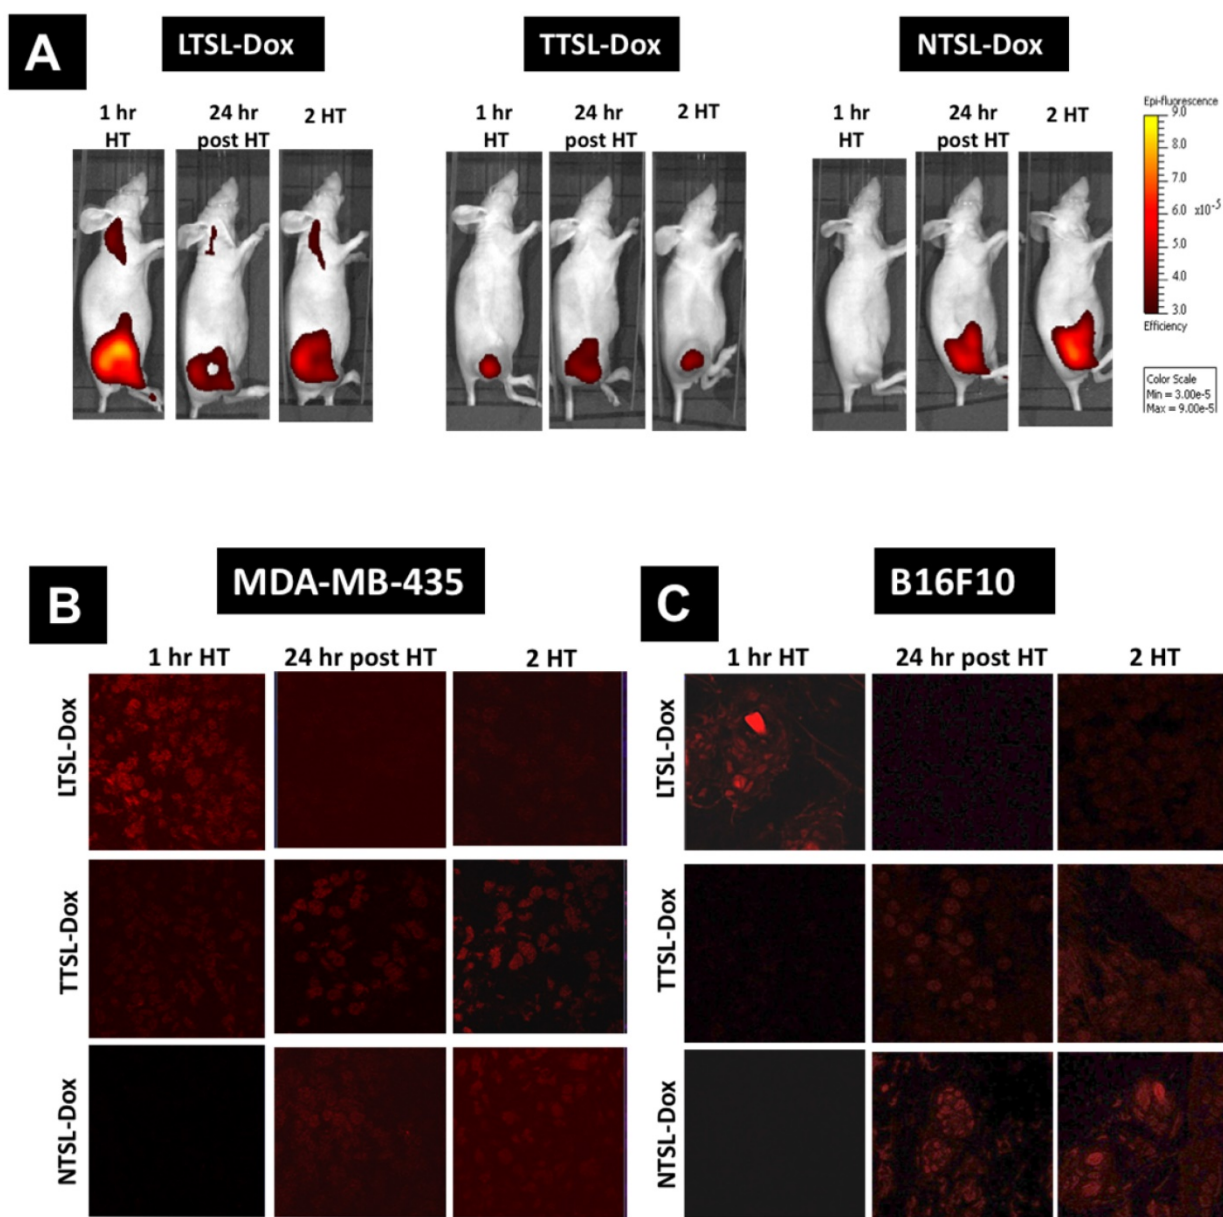 A
LTSL-Dox
TTSL-Dox
NTSL-Dox
1 hr
HT
24 hr
post HT
2 HT
1 hr
HT
24 hr
post HT
2 HT
1 hr
HT
24 hr
post HT
2 HT
Epi-fluorescence
9.0
8.0
7.0
6.0
x10⁻⁵
5.0
4.0
3.0
Efficiency
Color Scale
Min = 3.00e-5
Max = 9.00e-5
B
MDA-MB-435
1 hr HT
24 hr post HT
2 HT
LTSL-Dox
TTSL-Dox
NTSL-Dox
C
B16F10
1 hr HT
24 hr post HT
2 HT
LTSL-Dox
TTSL-Dox
NTSL-Dox